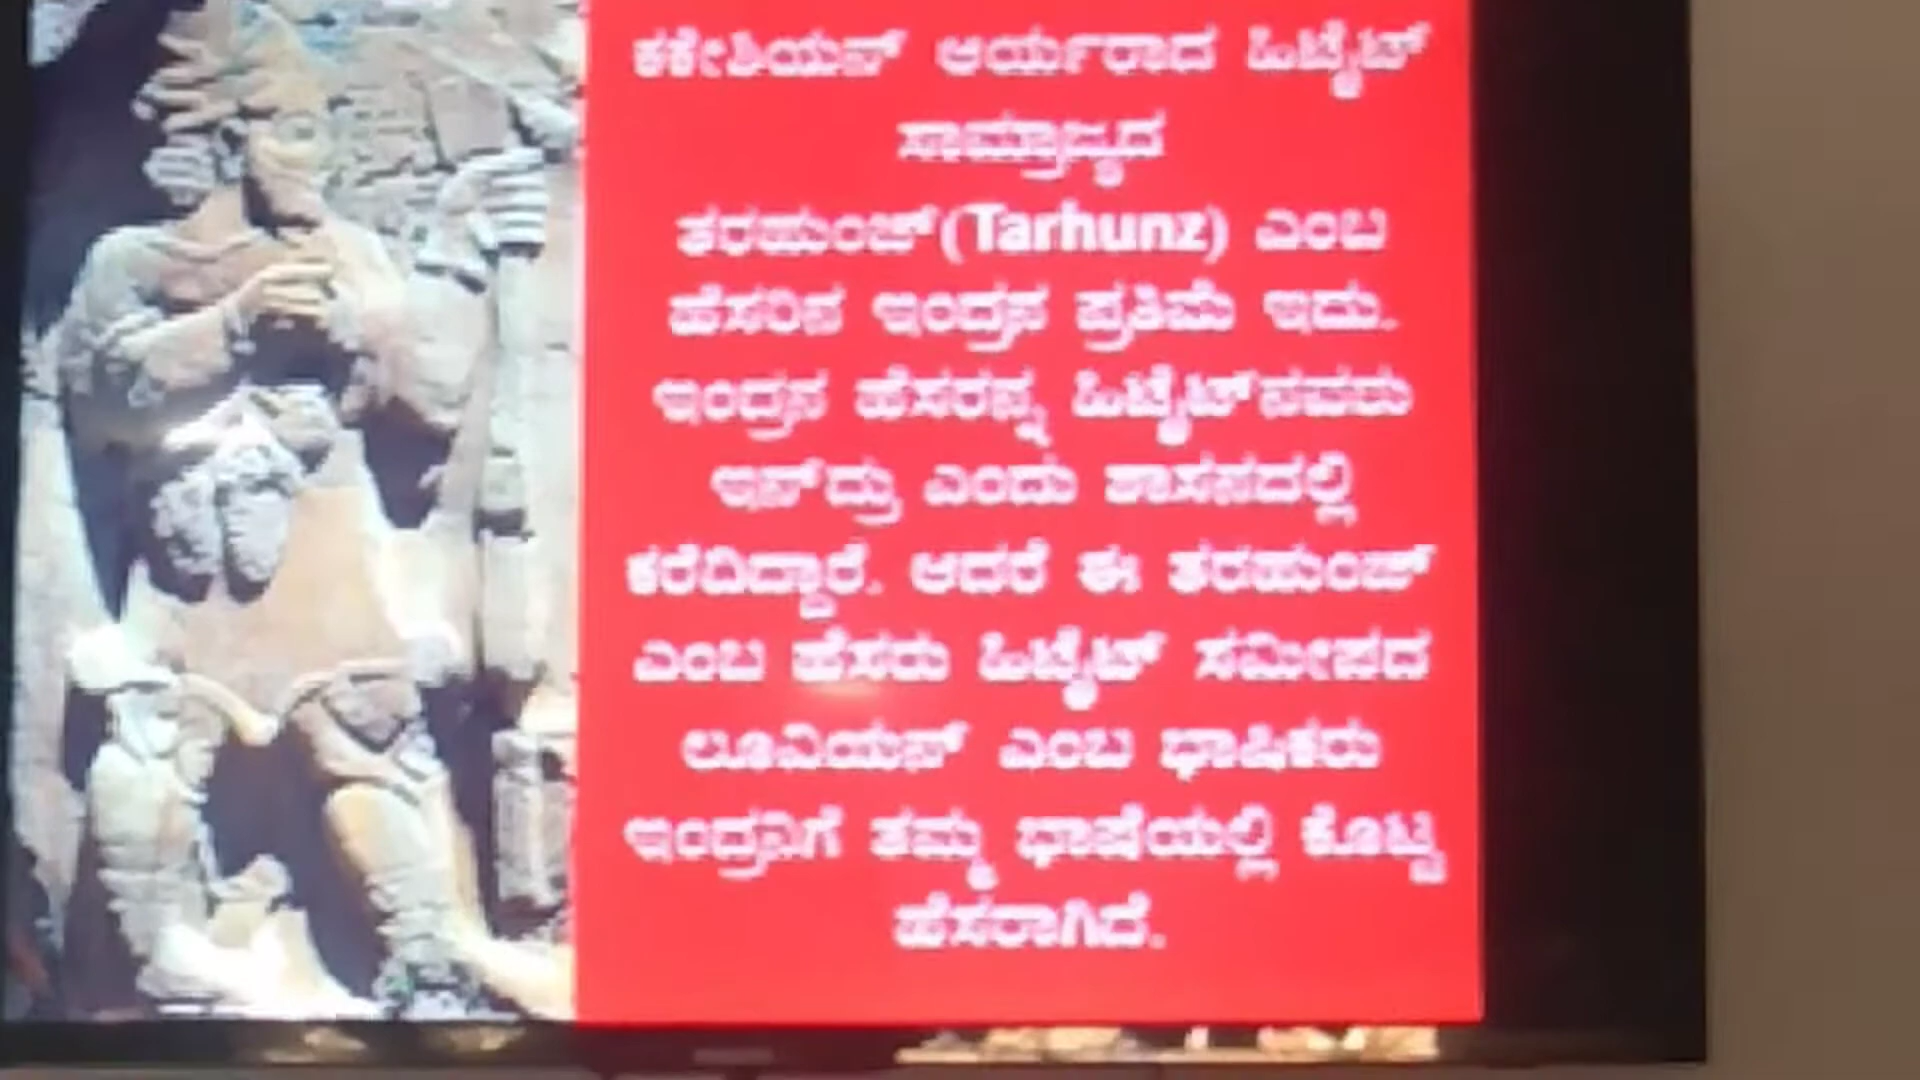 ಕಕೇಶಿಯನ್ ಆರ್ಯರಾದ ಹಿಟ್ಟೈಟ್
ಸಾಮ್ರಾಜ್ಯದ
ತರಹುಂಜ್(Tarhunz) ಎಂಬ
ಹೆಸರಿನ ಇಂದ್ರನ ಪ್ರತಿಮೆ ಇದು.
ಇಂದ್ರನ ಹೆಸರನ್ನ ಹಿಟ್ಟೈಟ್‌ನವರು
ಇನ್‌ದ್ರು ಎಂದು ಶಾಸನದಲ್ಲಿ
ಕರೆದಿದ್ದಾರೆ. ಆದರೆ ಈ ತರಹುಂಜ್
ಎಂಬ ಹೆಸರು ಹಿಟ್ಟೈಟ್ ಸಮೀಪದ
ಲೂವಿಯನ್ ಎಂಬ ಭಾಷಿಕರು
ಇಂದ್ರನಿಗೆ ತಮ್ಮ ಭಾಷೆಯಲ್ಲಿ ಕೊಟ್ಟ
ಹೆಸರಾಗಿದೆ.